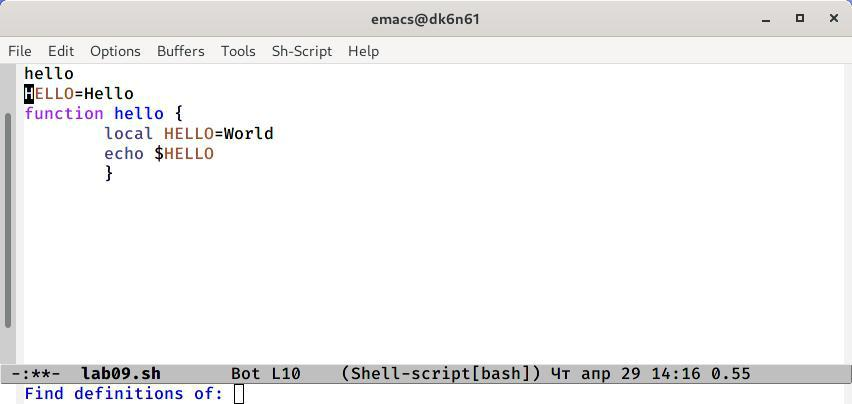 emacs@dk6n61
File Edit Options Buffers Tools Sh-Script Help
hello
HELLO=Hello
function hello {
        local HELLO=World
        echo $HELLO
        }
-:**-  lab09.sh       Bot L10    (Shell-script[bash]) Чт апр 29 14:16 0.55
Find definitions of: